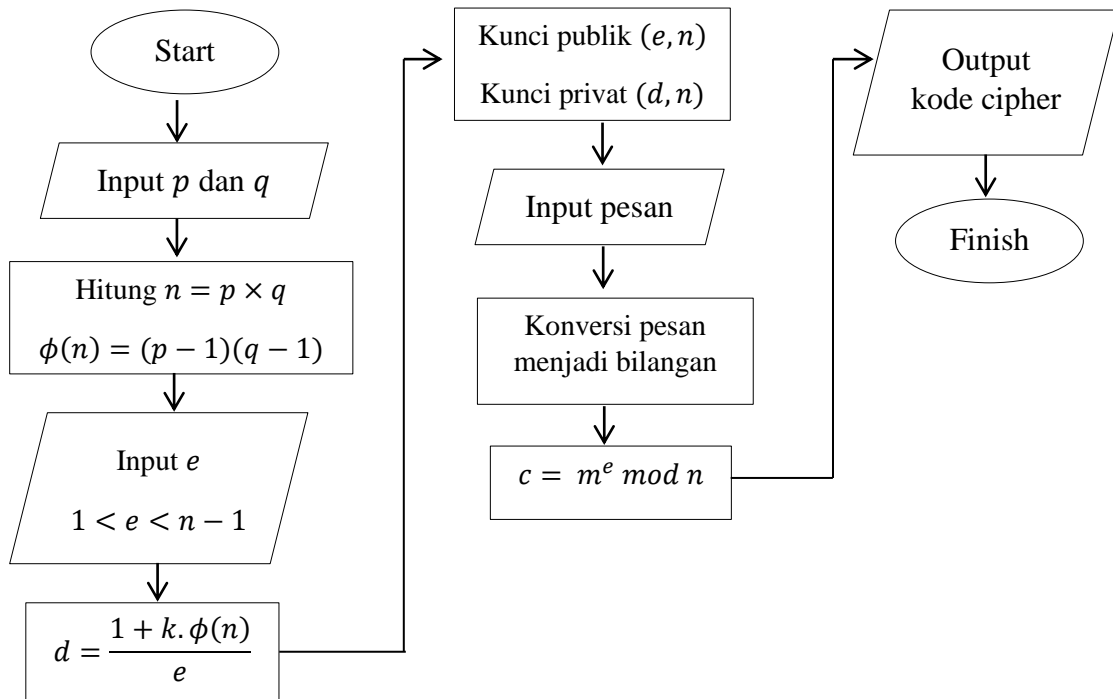 Start
Input 𝑝 dan 𝑞
Hitung 𝑛 = 𝑝 × 𝑞
𝜙(𝑛) = (𝑝 − 1)(𝑞 − 1)
Input 𝑒
1 < 𝑒 < 𝑛 − 1
𝑑 = (1 + 𝑘. 𝜙(𝑛))/𝑒
Kunci publik (𝑒, 𝑛)
Kunci privat (𝑑, 𝑛)
Input pesan
Konversi pesan
menjadi bilangan
𝑐 = 𝑚^𝑒 𝑚𝑜𝑑 𝑛
Output
kode cipher
Finish